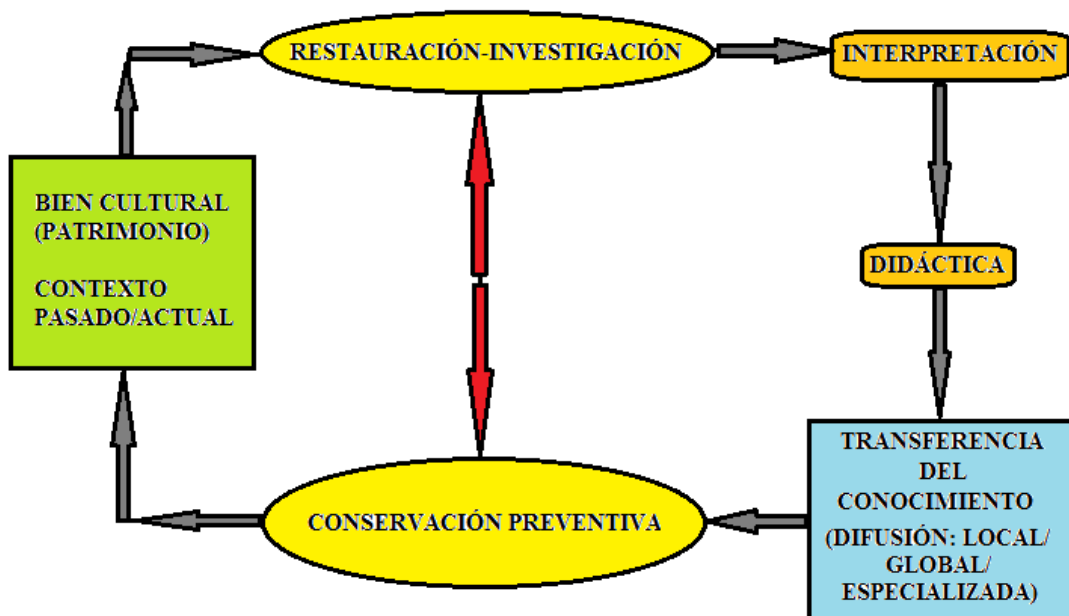 RESTAURACIÓN-INVESTIGACIÓN
INTERPRETACIÓN
BIEN CULTURAL
(PATRIMONIO)
CONTEXTO
PASADO/ACTUAL
DIDÁCTICA
TRANSFERENCIA
DEL
CONOCIMIENTO
(DIFUSIÓN: LOCAL/
GLOBAL/
ESPECIALIZADA)
CONSERVACIÓN PREVENTIVA